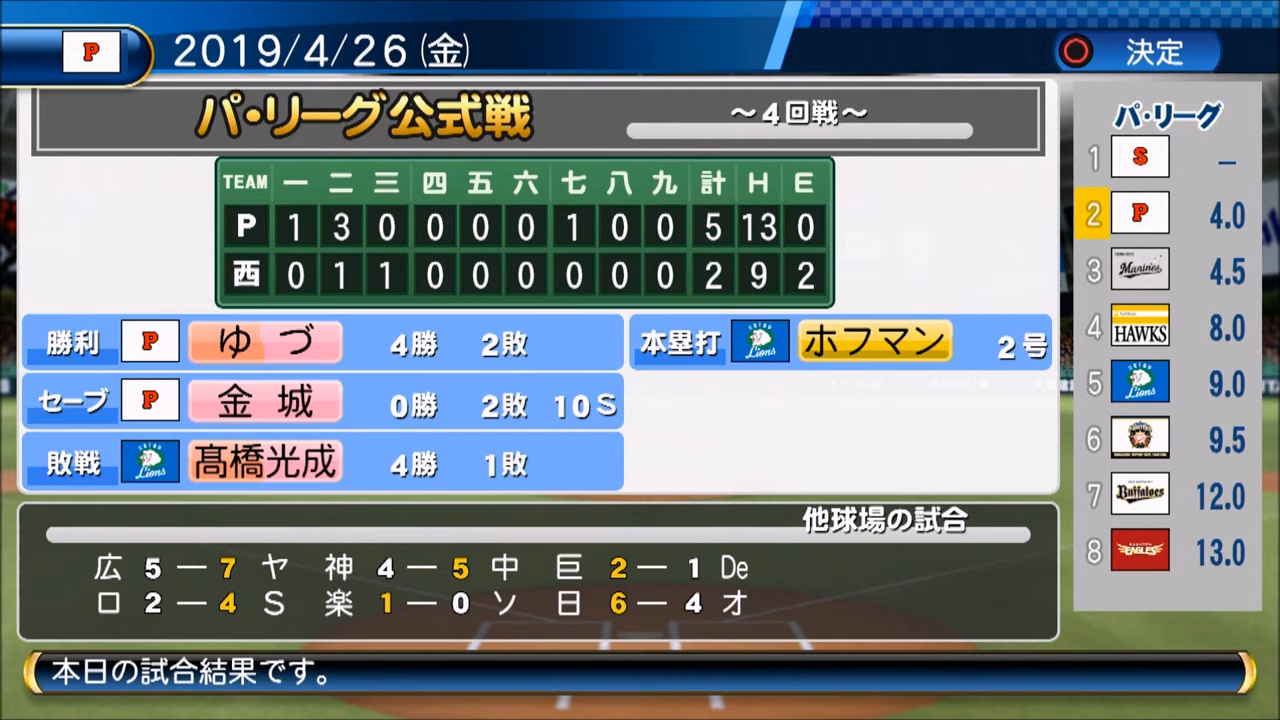 P 2019/4/26(金) 決定
パ・リーグ公式戦 ～4回戦～
TEAM 一 二 三 四 五 六 七 八 九 計 H E
P 1 3 0 0 0 0 1 0 0 5 13 0
西 0 1 1 0 0 0 0 0 0 2 9 2
勝利 P ゆづ 4勝 2敗
セーブ P 金城 0勝 2敗 10S
敗戦 Lions 髙橋光成 4勝 1敗
本塁打 Lions ホフマン 2号
他球場の試合
広 5－7 ヤ 神 4－5 中 巨 2－1 De
ロ 2－4 S 楽 1－0 ソ 日 6－4 オ
パ・リーグ
1 S －
2 P 4.0
3 Marines 4.5
4 HAWKS 8.0
5 Lions 9.0
6 9.5
7 Buffaloes 12.0
8 EAGLES 13.0
本日の試合結果です。